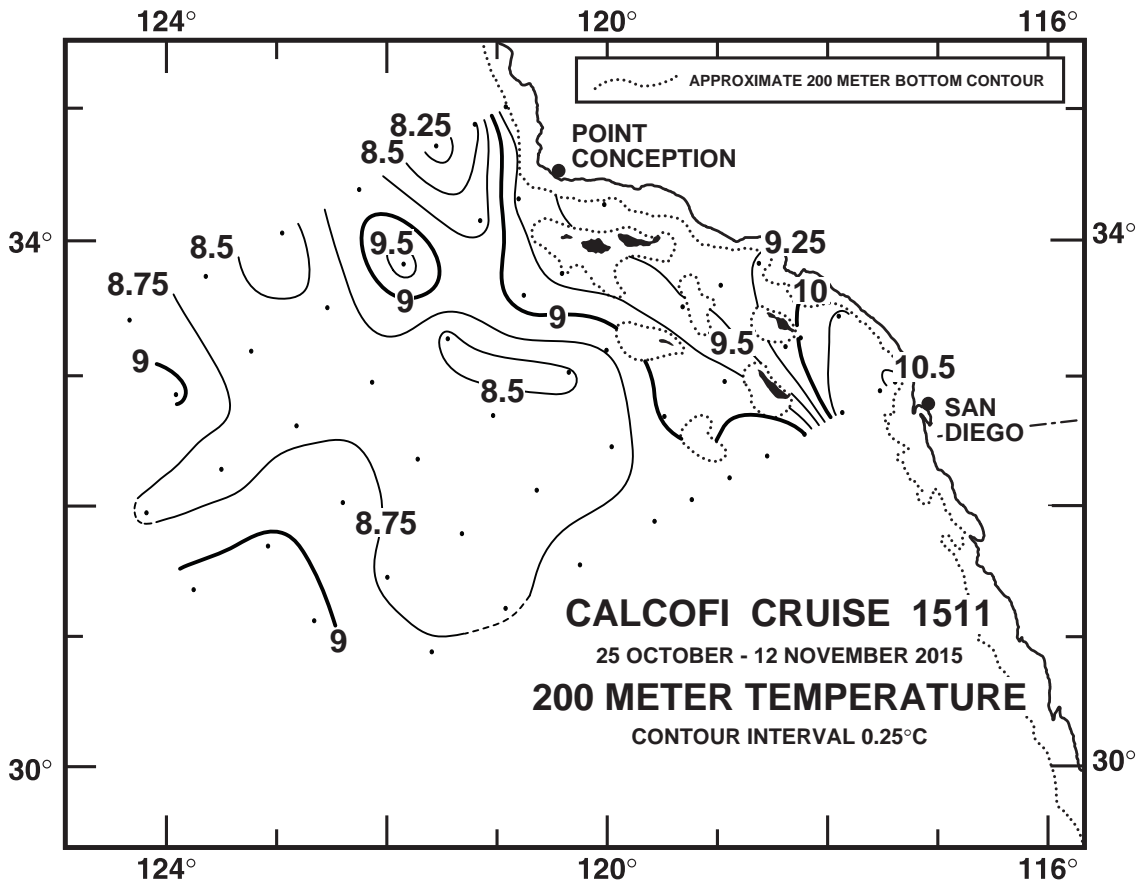 124° 120° 116°
APPROXIMATE 200 METER BOTTOM CONTOUR
8.25
POINT
CONCEPTION
8.5
34° 8.5 9.5 9.25 34°
8.75
10
9
9
9
9.5
10.5
8.5
SAN
DIEGO
8.75
CALCOFI CRUISE 1511
9
25 OCTOBER - 12 NOVEMBER 2015
200 METER TEMPERATURE
CONTOUR INTERVAL 0.25°C
30° 30°
124° 120° 116°